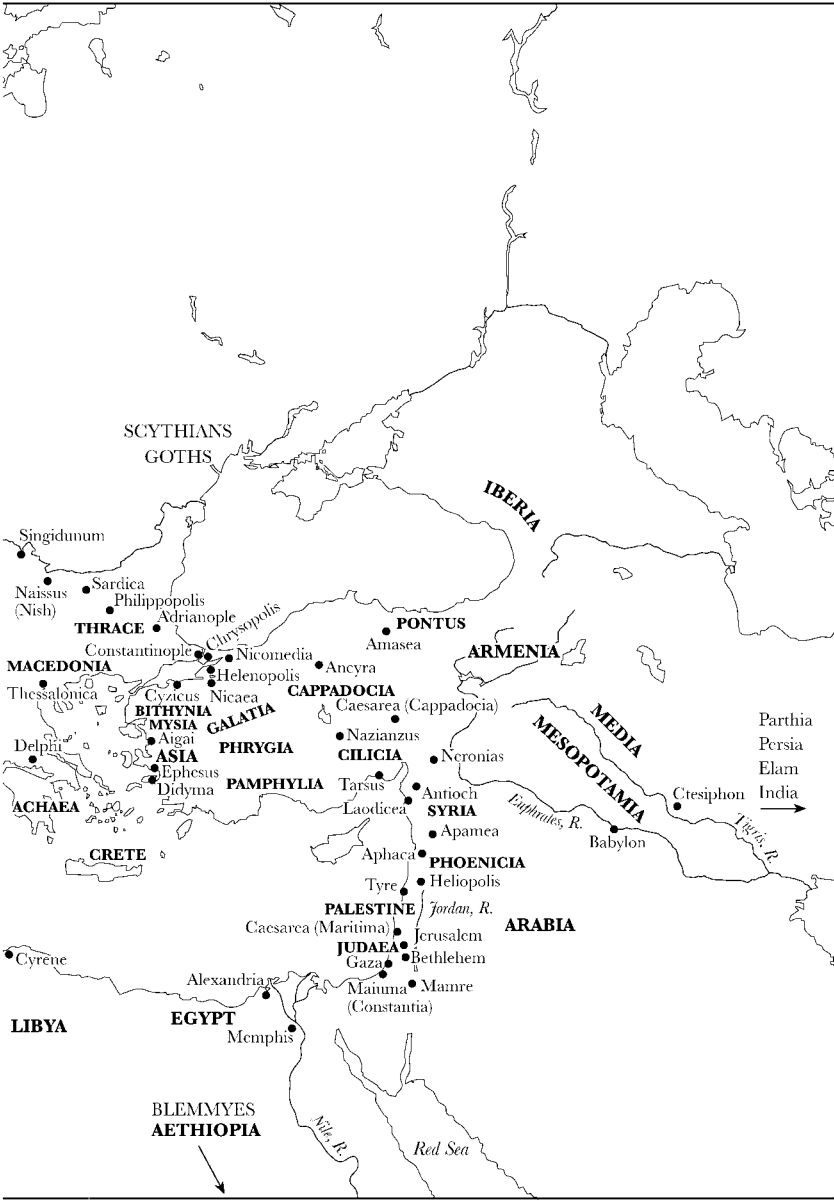 SCYTHIANS
GOTHS
IBERIA
Singidunum
Naissus
(Nish)
Sardica
Philippopolis
Adrianople
THRACE
Chrysopolis
Constantinople
Nicomedia
PONTUS
Amasea
ARMENIA
MACEDONIA
Thessalonica
Helenopolis
Ancyra
Cyzicus
Nicaea
CAPPADOCIA
BITHYNIA
MYSIA
GALATIA
Caesarea (Cappadocia)
MEDIA
MESOPOTAMIA
Parthia
Persia
Elam
India
Delphi
Aigai
PHRYGIA
Nazianzus
ASIA
CILICIA
Neronias
Ephesus
Didyma
PAMPHYLIA
Tarsus
Antioch
Laodicea
SYRIA
Euphrates, R.
Ctesiphon
Tigris, R.
ACHAEA
Apamea
Babylon
CRETE
Aphaca
PHOENICIA
Tyre
Heliopolis
PALESTINE
Jordan, R.
ARABIA
Caesarea (Maritima)
Jerusalem
JUDAEA
Bethlehem
Gaza
Cyrene
Alexandria
Maiuma
(Constantia)
Mamre
LIBYA
EGYPT
Memphis
BLEMMYES
AETHIOPIA
Nile, R.
Red Sea